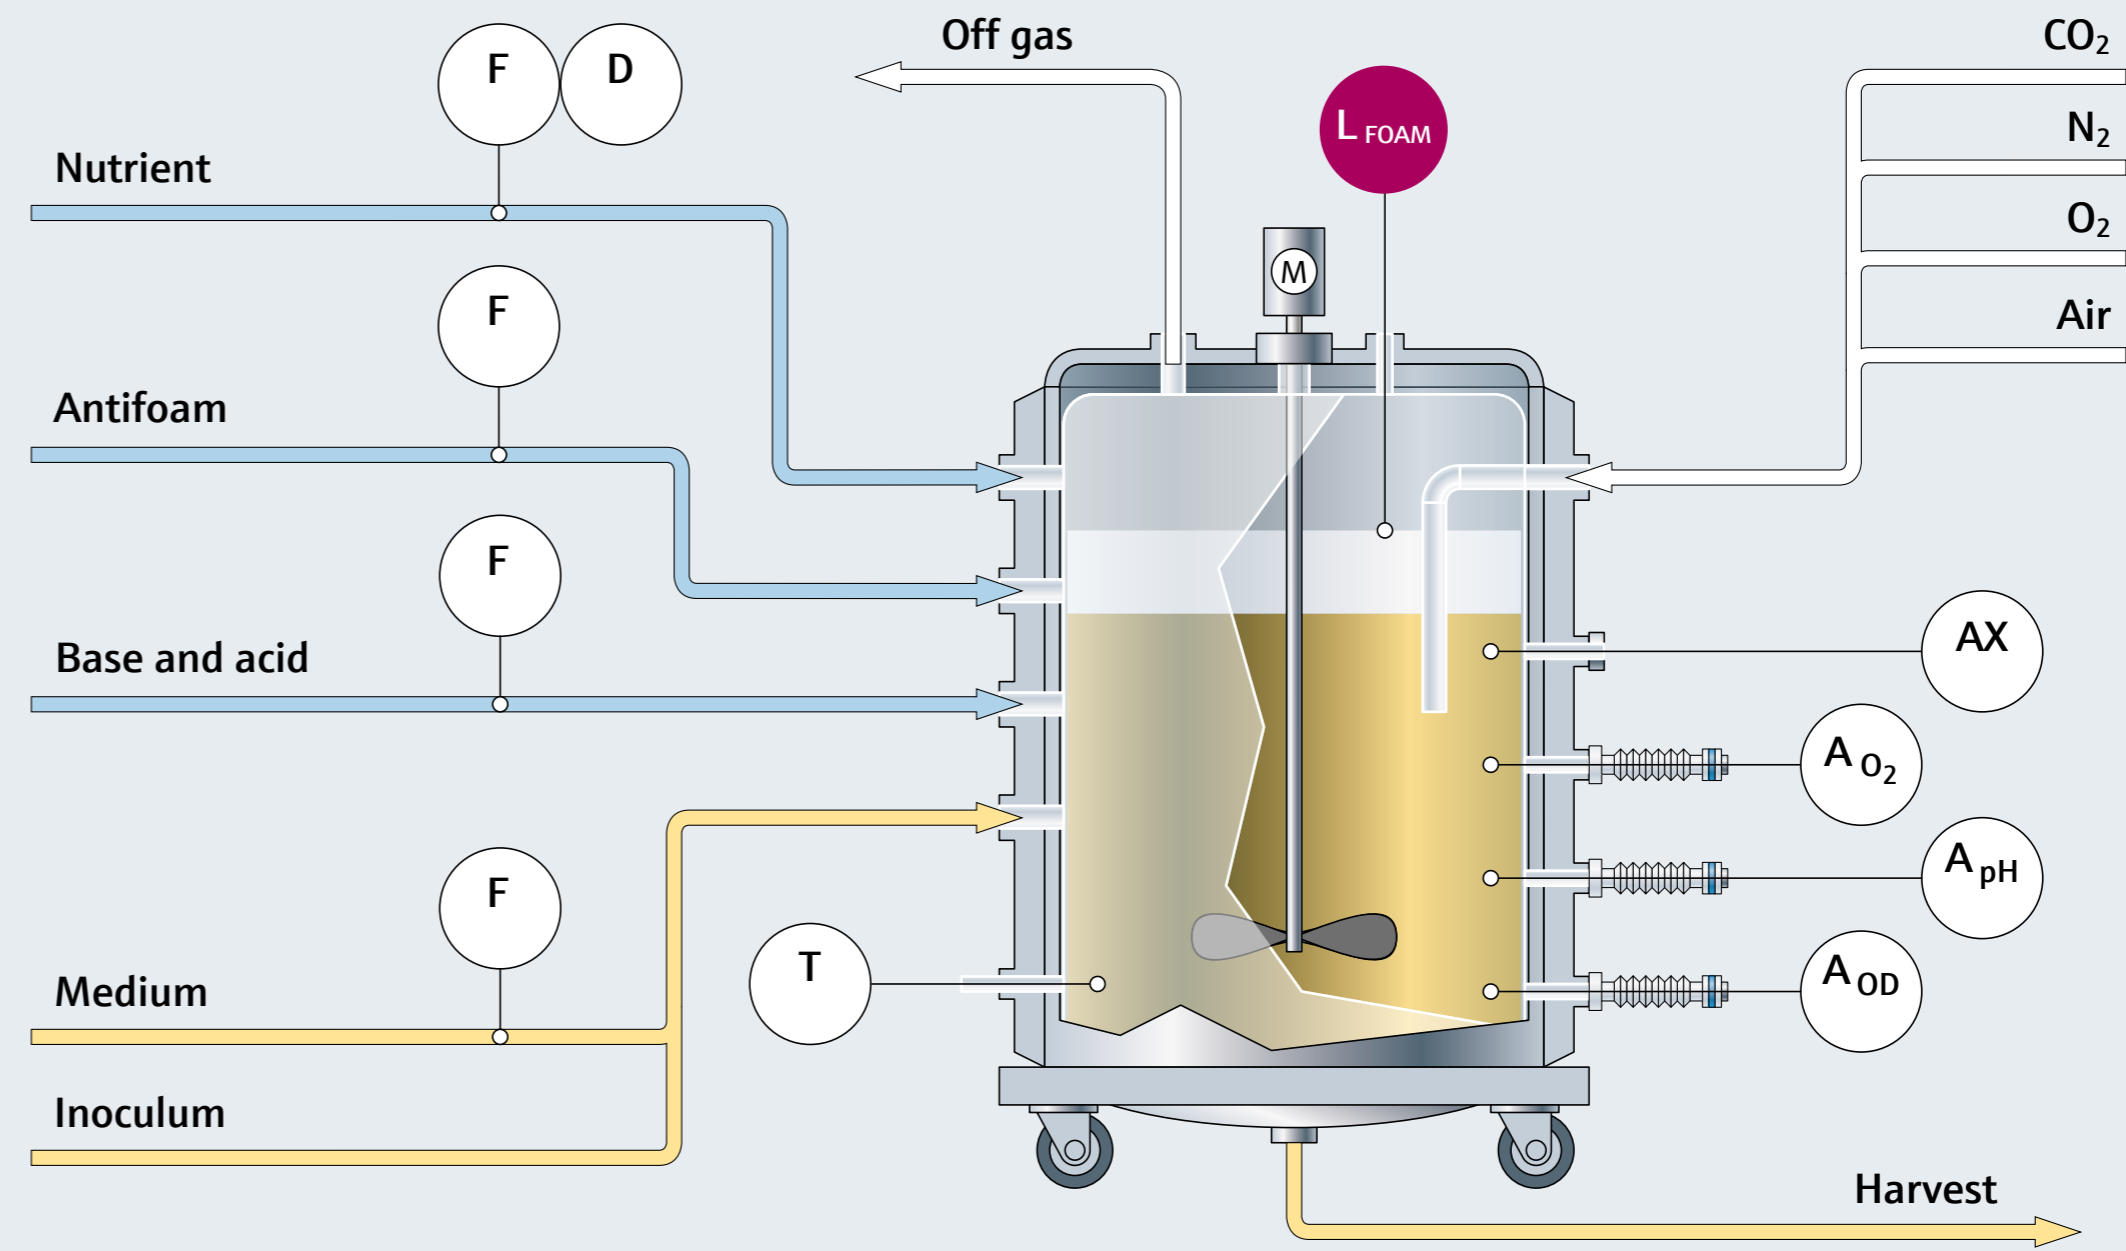 Off gas
CO₂
F D
L FOAM
N₂
Nutrient
O₂
M
F
Air
Antifoam
F
AX
Base and acid
A O₂
A pH
F
T
A OD
Medium
Inoculum
Harvest